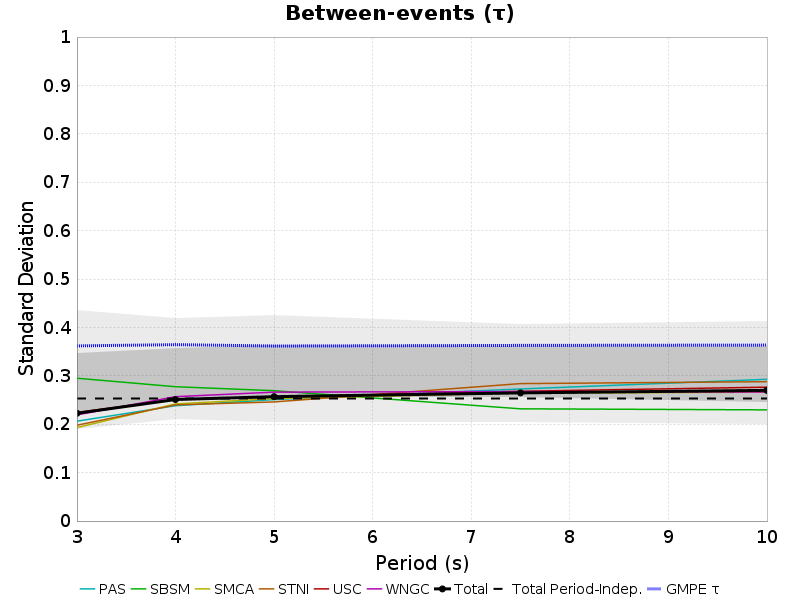 Between-events (τ)
1
0.9
0.8
0.7
0.6
0.5
0.4
0.3
0.2
0.1
0
Standard Deviation
3 4 5 6 7 8 9 10
Period (s)
PAS SBSM SMCA STNI USC WNGC Total Total Period-Indep. GMPE τ